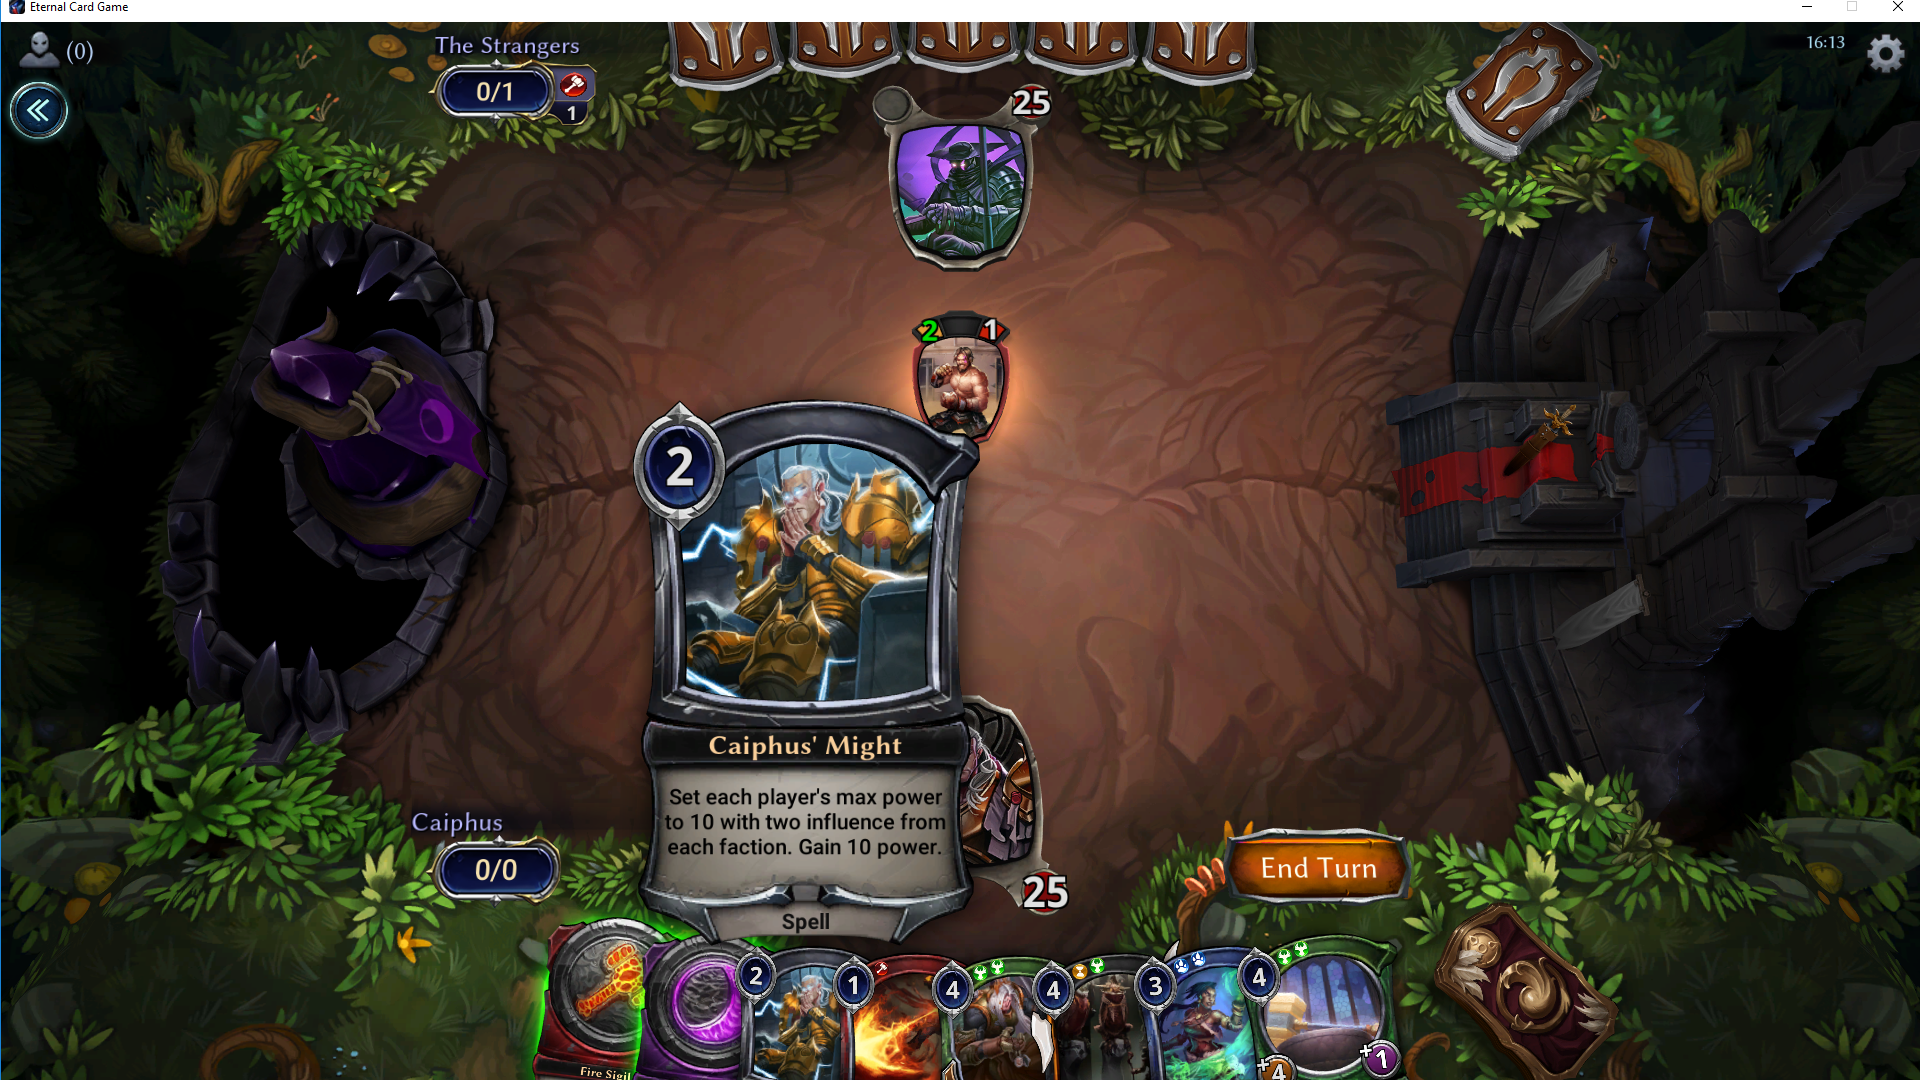 Eternal Card Game
(0)
The Strangers
0/1
1
25
16:13
2
1
2
Caiphus' Might
Set each player's max power
to 10 with two influence from
each faction. Gain 10 power.
Spell
Caiphus
0/0
25
End Turn
Fire Sigil
2
1
4
4
3
4
+4
+1